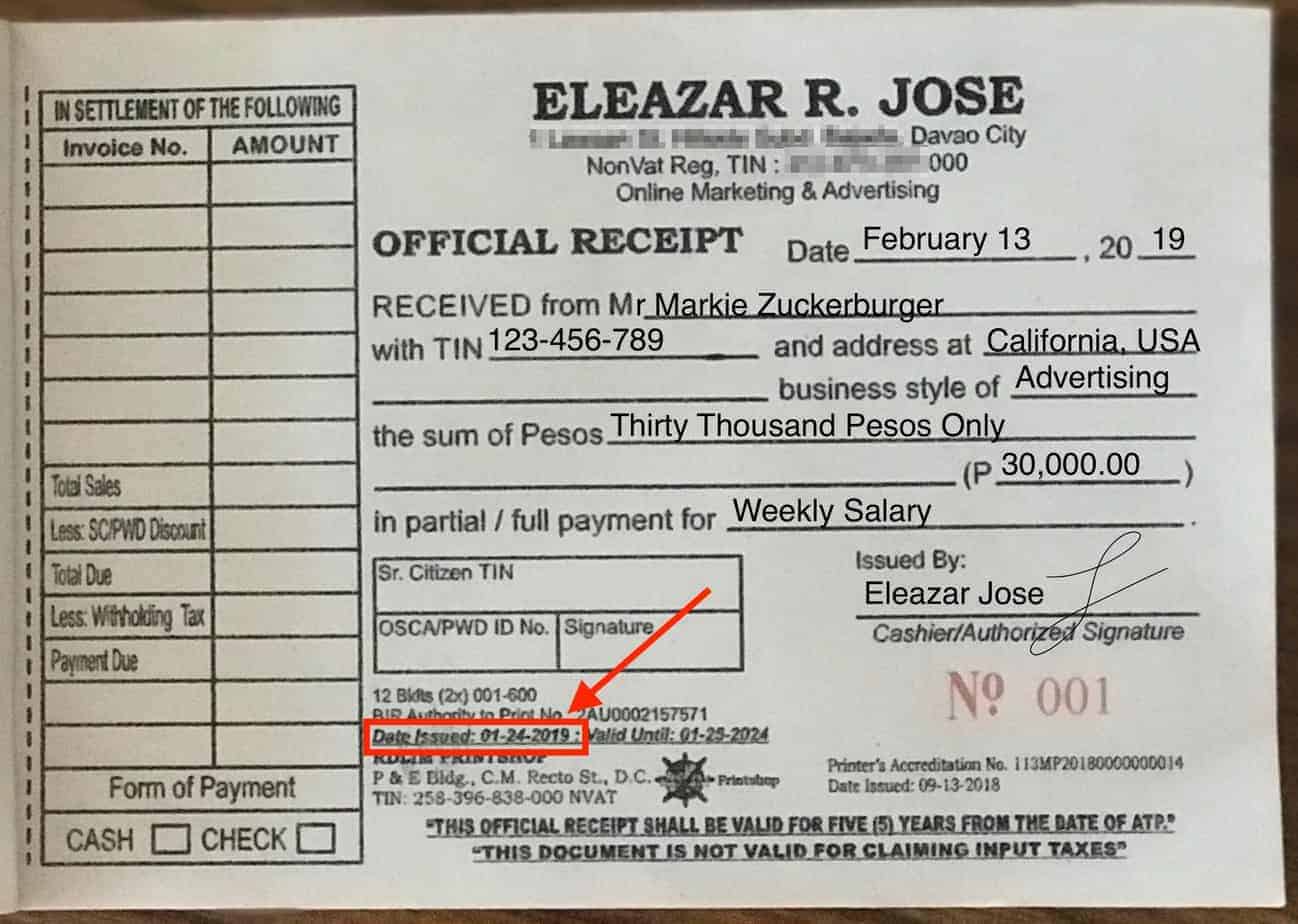 IN SETTLEMENT OF THE FOLLOWING
Invoice No. AMOUNT
Total Sales
Less: SC/PWD Discount
Total Due
Less: Withholding Tax
Payment Due
Form of Payment
CASH CHECK
ELEAZAR R. JOSE
Davao City
NonVat Reg, TIN : 000
Online Marketing & Advertising
OFFICIAL RECEIPT Date February 13 , 20 19
RECEIVED from Mr Markie Zuckerburger
with TIN 123-456-789 and address at California, USA
business style of Advertising
the sum of Pesos Thirty Thousand Pesos Only
(P 30,000.00 )
in partial / full payment for Weekly Salary .
Sr. Citizen TIN
OSCA/PWD ID No. Signature
Issued By:
Eleazar Jose
Cashier/Authorized Signature
Nº 001
12 Bklts (2x) 001-600
BIR Authority to Print No. 2AU0002157571
Date Issued: 01-24-2019 ; Valid Until: 01-25-2024
PRINTSHOP
P & E Bldg., C.M. Recto St., D.C. Printshop
TIN: 258-396-838-000 NVAT
Printer's Accreditation No. 113MP20180000000014
Date Issued: 09-13-2018
"THIS OFFICIAL RECEIPT SHALL BE VALID FOR FIVE (5) YEARS FROM THE DATE OF ATP."
"THIS DOCUMENT IS NOT VALID FOR CLAIMING INPUT TAXES"